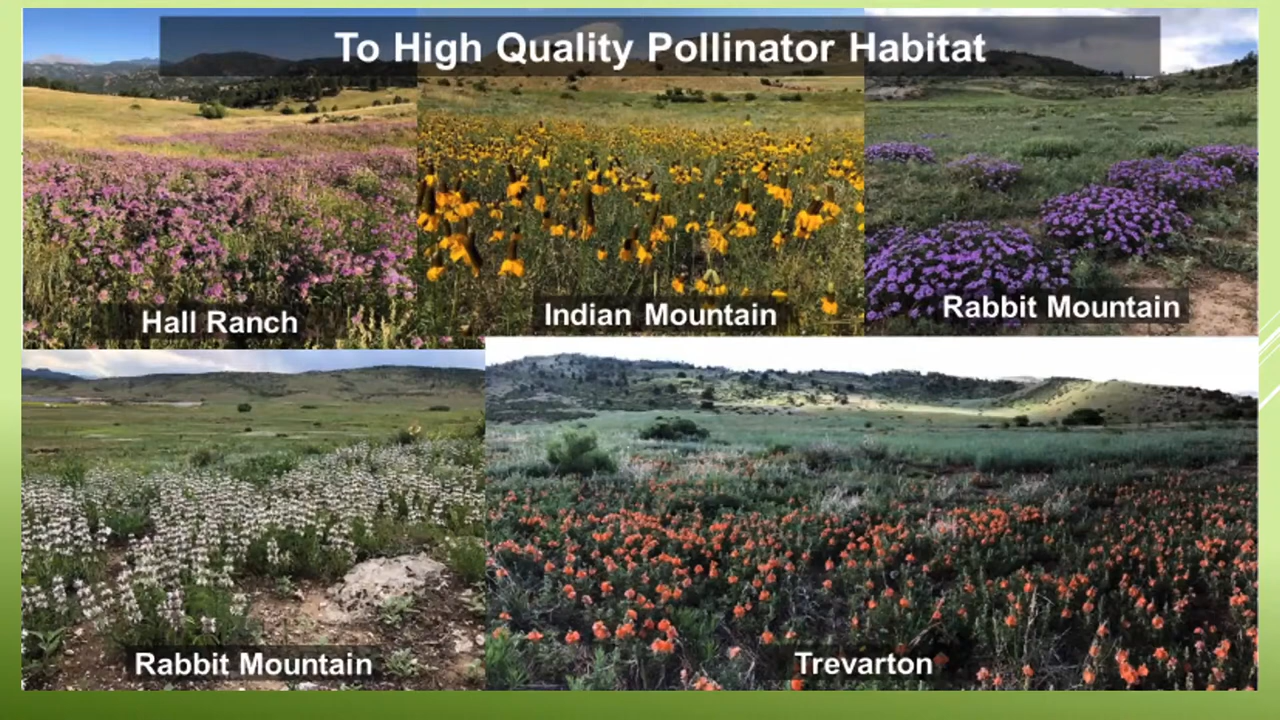 To High Quality Pollinator Habitat
Hall Ranch
Indian Mountain
Rabbit Mountain
Rabbit Mountain
Trevarton